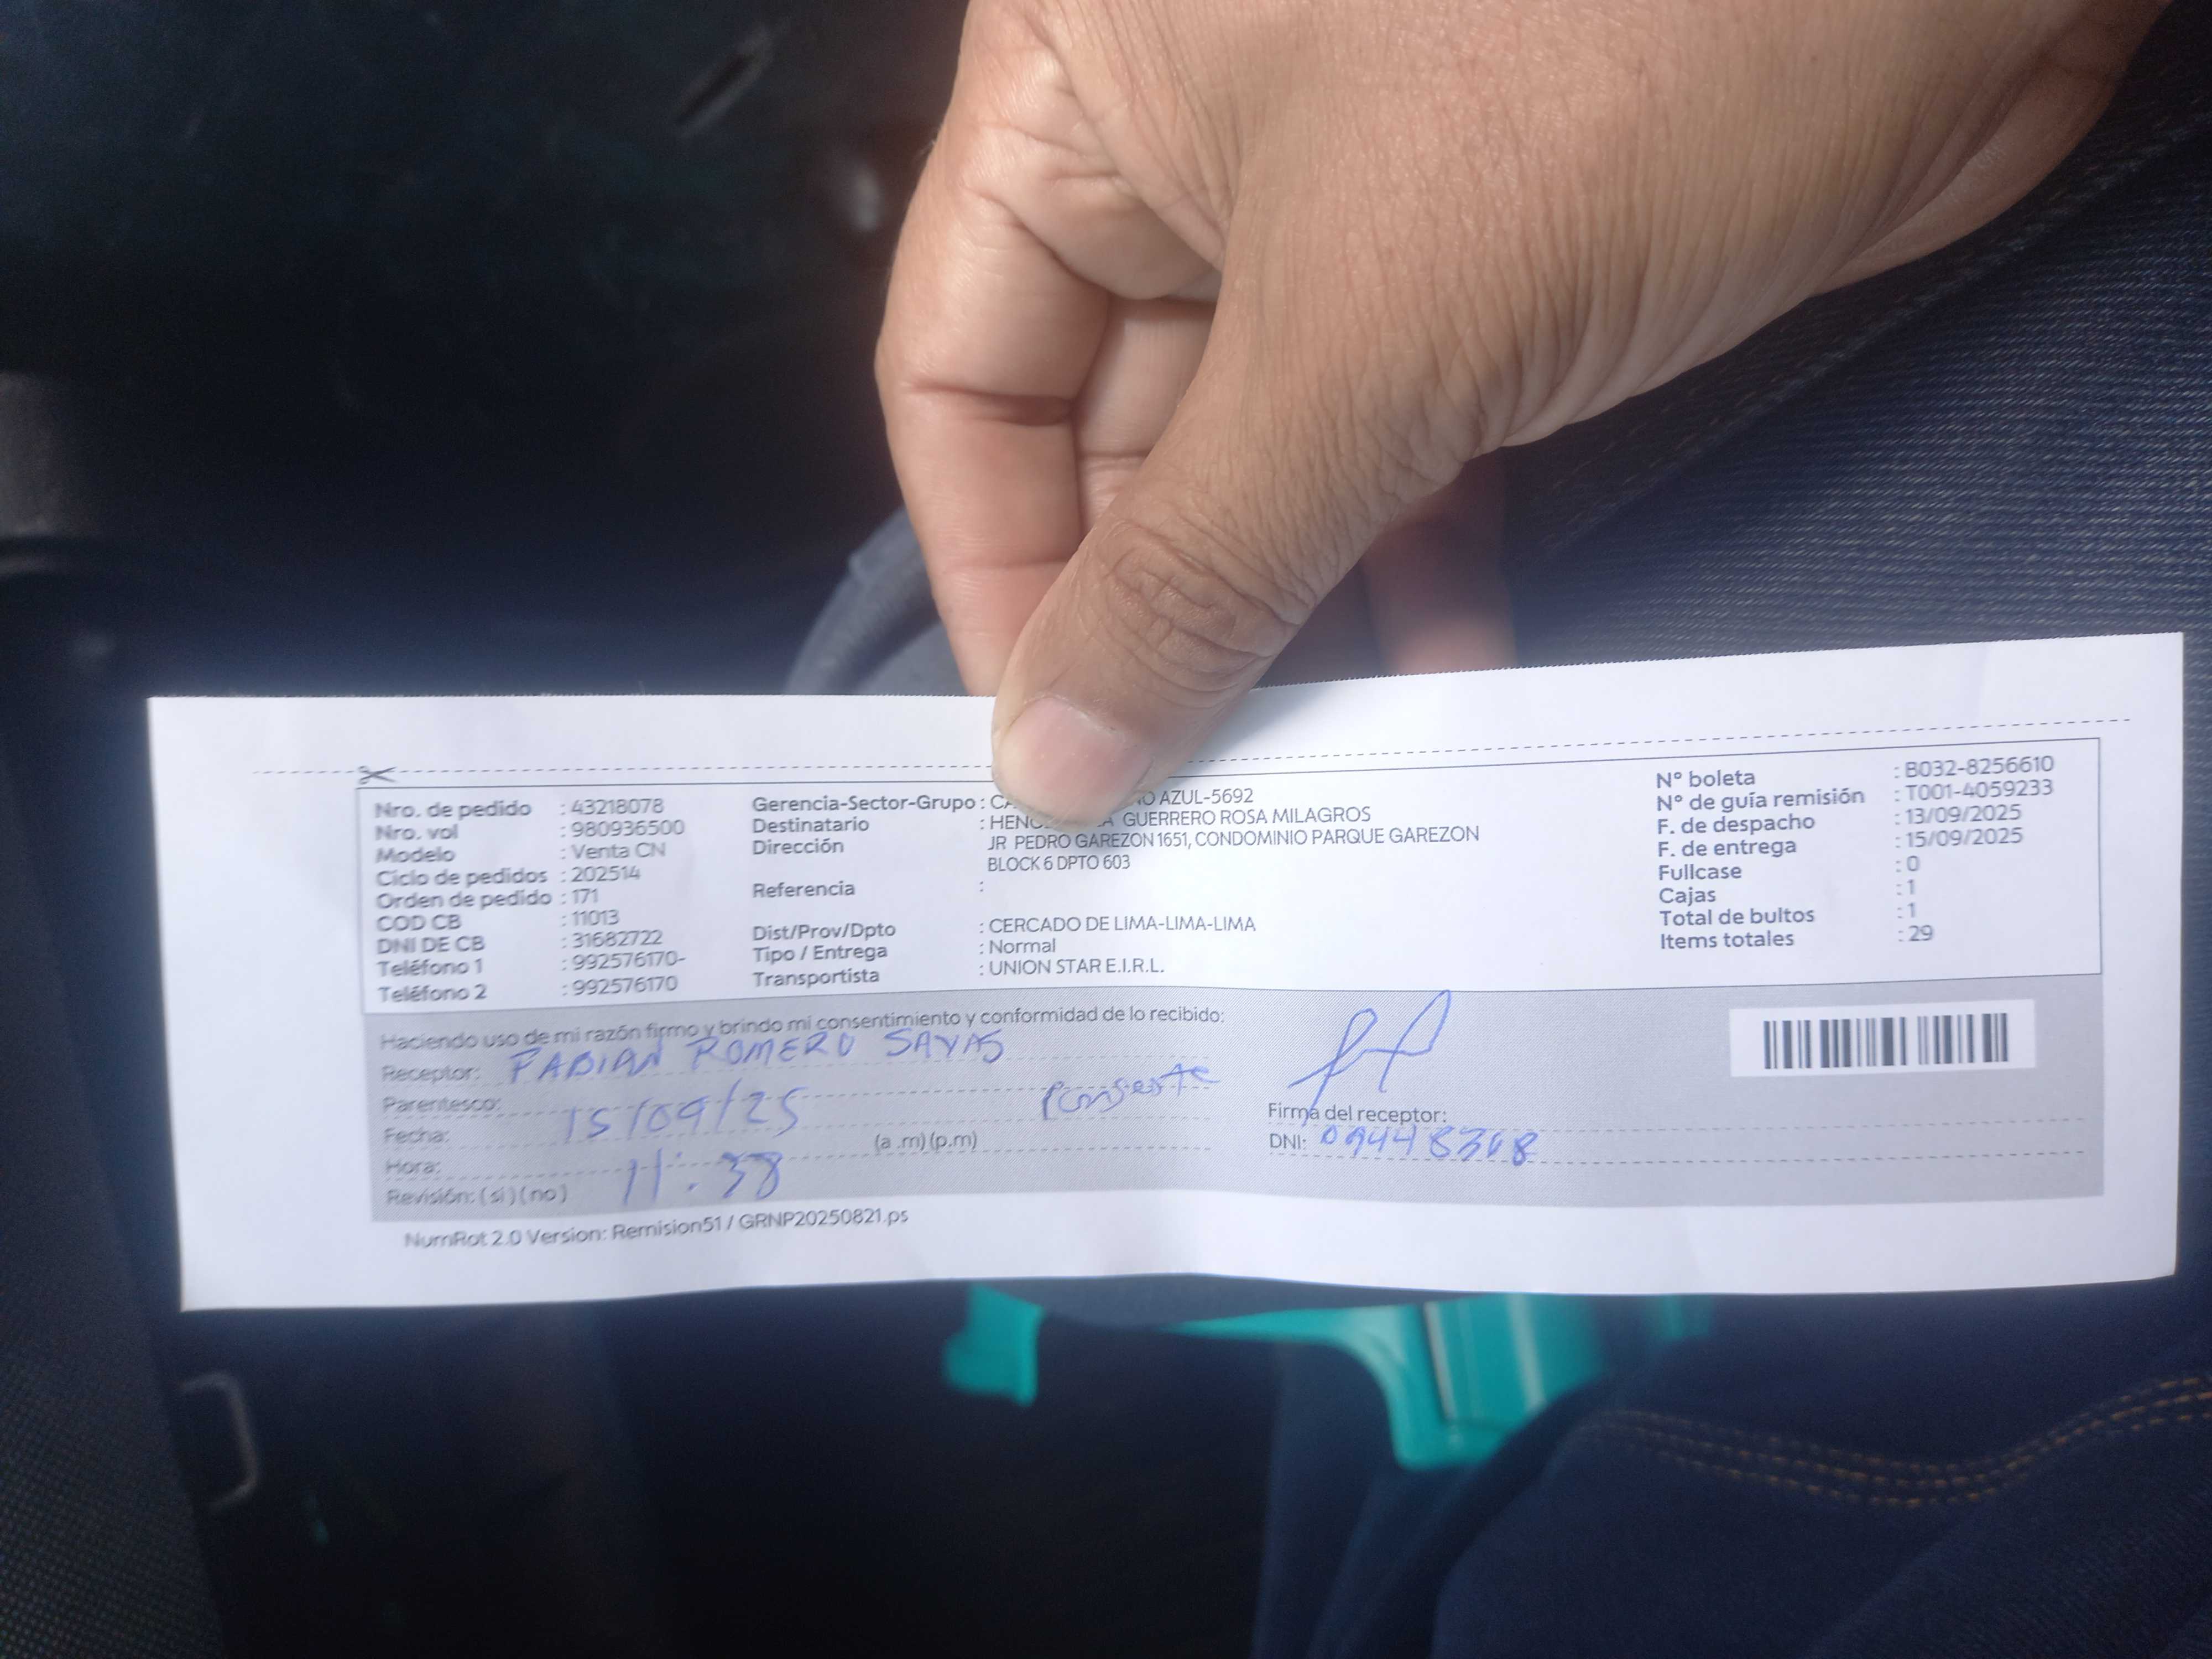 Nro. de pedido : 43218078
Nro. vol : 980936500
Modelo : Venta CN
Ciclo de pedidos : 202514
Orden de pedido : 171
COD CB : 11013
DNI DE CB : 31682722
Teléfono 1 : 992576170-
Teléfono 2 : 992576170
Gerencia-Sector-Grupo : AZUL-5692
Destinatario : GUERRERO ROSA MILAGROS
Dirección JR PEDRO GAREZON 1651, CONDOMINIO PARQUE GAREZON
BLOCK 6 DPTO 603
Referencia :
Dist/Prov/Dpto : CERCADO DE LIMA-LIMA-LIMA
Tipo / Entrega : Normal
Transportista : UNION STAR E.I.R.L.
N° boleta : B032-8256610
N° de guía remisión : T001-4059233
F. de despacho : 13/09/2025
F. de entrega : 15/09/2025
Fullcase : 0
Cajas : 1
Total de bultos : 1
Items totales : 29
Haciendo uso de mi razón firmo y brindo mi consentimiento y conformidad de lo recibido:
Receptor: FABIAN ROMERO SAYAS
Parentesco:
Fecha: 15/09/25
Hora: (a .m) (p.m)
Revisión: ( si ) ( no ) 11:38
Firma del receptor:
DNI:
NumRot 2.0 Version: Remision51 / GRNP20250821.ps